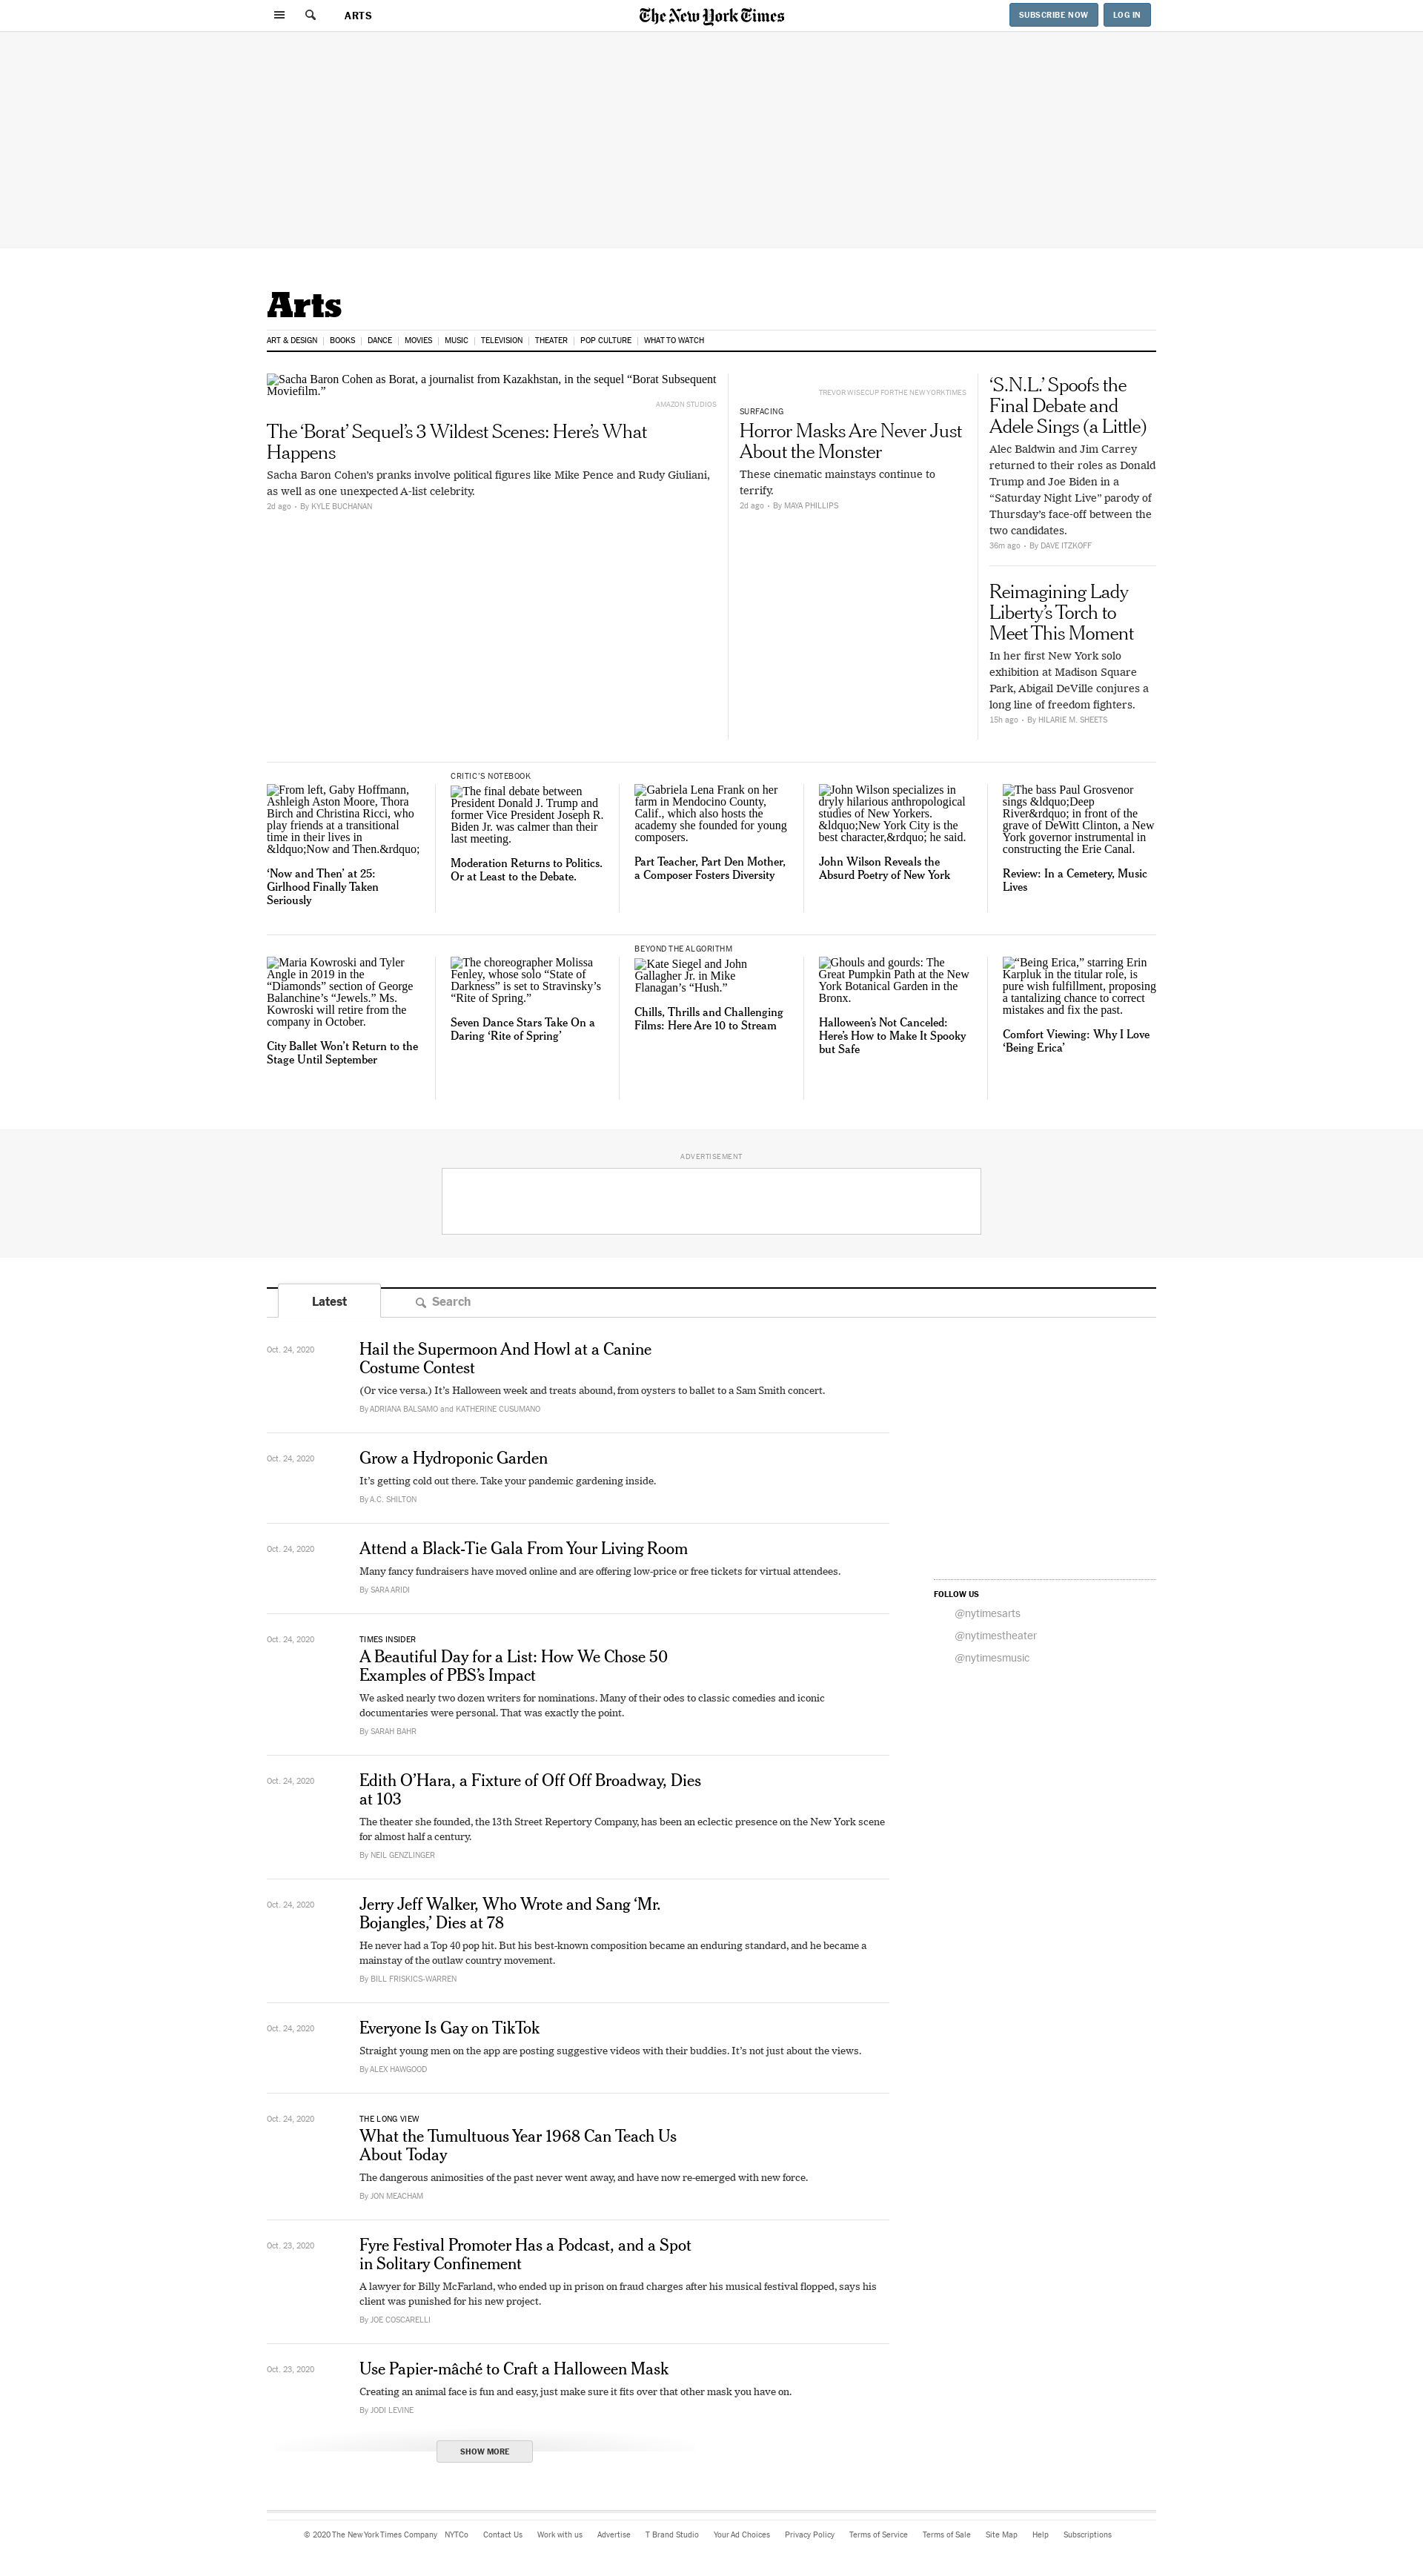 ARTS
The New York Times
SUBSCRIBE NOW
LOG IN
Arts
ART & DESIGN
BOOKS
DANCE
MOVIES
MUSIC
TELEVISION
THEATER
POP CULTURE
WHAT TO WATCH
Sacha Baron Cohen as Borat, a journalist from Kazakhstan, in the sequel “Borat Subsequent
Moviefilm.”
AMAZON STUDIOS
The ‘Borat’ Sequel’s 3 Wildest Scenes: Here’s What
Happens
Sacha Baron Cohen’s pranks involve political figures like Mike Pence and Rudy Giuliani,
as well as one unexpected A-list celebrity.
2d ago • By KYLE BUCHANAN
TREVOR WISECUP FOR THE NEW YORK TIMES
SURFACING
Horror Masks Are Never Just
About the Monster
These cinematic mainstays continue to
terrify.
2d ago • By MAYA PHILLIPS
‘S.N.L.’ Spoofs the
Final Debate and
Adele Sings (a Little)
Alec Baldwin and Jim Carrey
returned to their roles as Donald
Trump and Joe Biden in a
“Saturday Night Live” parody of
Thursday’s face-off between the
two candidates.
36m ago • By DAVE ITZKOFF
Reimagining Lady
Liberty’s Torch to
Meet This Moment
In her first New York solo
exhibition at Madison Square
Park, Abigail DeVille conjures a
long line of freedom fighters.
15h ago • By HILARIE M. SHEETS
From left, Gaby Hoffmann,
Ashleigh Aston Moore, Thora
Birch and Christina Ricci, who
play friends at a transitional
time in their lives in
&ldquo;Now and Then.&rdquo;
‘Now and Then’ at 25:
Girlhood Finally Taken
Seriously
CRITIC’S NOTEBOOK
The final debate between
President Donald J. Trump and
former Vice President Joseph R.
Biden Jr. was calmer than their
last meeting.
Moderation Returns to Politics.
Or at Least to the Debate.
Gabriela Lena Frank on her
farm in Mendocino County,
Calif., which also hosts the
academy she founded for young
composers.
Part Teacher, Part Den Mother,
a Composer Fosters Diversity
John Wilson specializes in
dryly hilarious anthropological
studies of New Yorkers.
&ldquo;New York City is the
best character,&rdquo; he said.
John Wilson Reveals the
Absurd Poetry of New York
The bass Paul Grosvenor
sings &ldquo;Deep
River&rdquo; in front of the
grave of DeWitt Clinton, a New
York governor instrumental in
constructing the Erie Canal.
Review: In a Cemetery, Music
Lives
Maria Kowroski and Tyler
Angle in 2019 in the
“Diamonds” section of George
Balanchine’s “Jewels.” Ms.
Kowroski will retire from the
company in October.
City Ballet Won’t Return to the
Stage Until September
The choreographer Molissa
Fenley, whose solo “State of
Darkness” is set to Stravinsky’s
“Rite of Spring.”
Seven Dance Stars Take On a
Daring ‘Rite of Spring’
BEYOND THE ALGORITHM
Kate Siegel and John
Gallagher Jr. in Mike
Flanagan’s “Hush.”
Chills, Thrills and Challenging
Films: Here Are 10 to Stream
Ghouls and gourds: The
Great Pumpkin Path at the New
York Botanical Garden in the
Bronx.
Halloween’s Not Canceled:
Here’s How to Make It Spooky
but Safe
“Being Erica,” starring Erin
Karpluk in the titular role, is
pure wish fulfillment, proposing
a tantalizing chance to correct
mistakes and fix the past.
Comfort Viewing: Why I Love
‘Being Erica’
ADVERTISEMENT
Latest
Search
Oct. 24, 2020
Hail the Supermoon And Howl at a Canine
Costume Contest
(Or vice versa.) It’s Halloween week and treats abound, from oysters to ballet to a Sam Smith concert.
By ADRIANA BALSAMO and KATHERINE CUSUMANO
Oct. 24, 2020
Grow a Hydroponic Garden
It’s getting cold out there. Take your pandemic gardening inside.
By A.C. SHILTON
Oct. 24, 2020
Attend a Black-Tie Gala From Your Living Room
Many fancy fundraisers have moved online and are offering low-price or free tickets for virtual attendees.
By SARA ARIDI
FOLLOW US
@nytimesarts
@nytimestheater
@nytimesmusic
Oct. 24, 2020
TIMES INSIDER
A Beautiful Day for a List: How We Chose 50
Examples of PBS’s Impact
We asked nearly two dozen writers for nominations. Many of their odes to classic comedies and iconic
documentaries were personal. That was exactly the point.
By SARAH BAHR
Oct. 24, 2020
Edith O’Hara, a Fixture of Off Off Broadway, Dies
at 103
The theater she founded, the 13th Street Repertory Company, has been an eclectic presence on the New York scene
for almost half a century.
By NEIL GENZLINGER
Oct. 24, 2020
Jerry Jeff Walker, Who Wrote and Sang ‘Mr.
Bojangles,’ Dies at 78
He never had a Top 40 pop hit. But his best-known composition became an enduring standard, and he became a
mainstay of the outlaw country movement.
By BILL FRISKICS-WARREN
Oct. 24, 2020
Everyone Is Gay on TikTok
Straight young men on the app are posting suggestive videos with their buddies. It’s not just about the views.
By ALEX HAWGOOD
Oct. 24, 2020
THE LONG VIEW
What the Tumultuous Year 1968 Can Teach Us
About Today
The dangerous animosities of the past never went away, and have now re-emerged with new force.
By JON MEACHAM
Oct. 23, 2020
Fyre Festival Promoter Has a Podcast, and a Spot
in Solitary Confinement
A lawyer for Billy McFarland, who ended up in prison on fraud charges after his musical festival flopped, says his
client was punished for his new project.
By JOE COSCARELLI
Oct. 23, 2020
Use Papier-mâché to Craft a Halloween Mask
Creating an animal face is fun and easy, just make sure it fits over that other mask you have on.
By JODI LEVINE
SHOW MORE
© 2020 The New York Times Company
NYTCo
Contact Us
Work with us
Advertise
T Brand Studio
Your Ad Choices
Privacy Policy
Terms of Service
Terms of Sale
Site Map
Help
Subscriptions